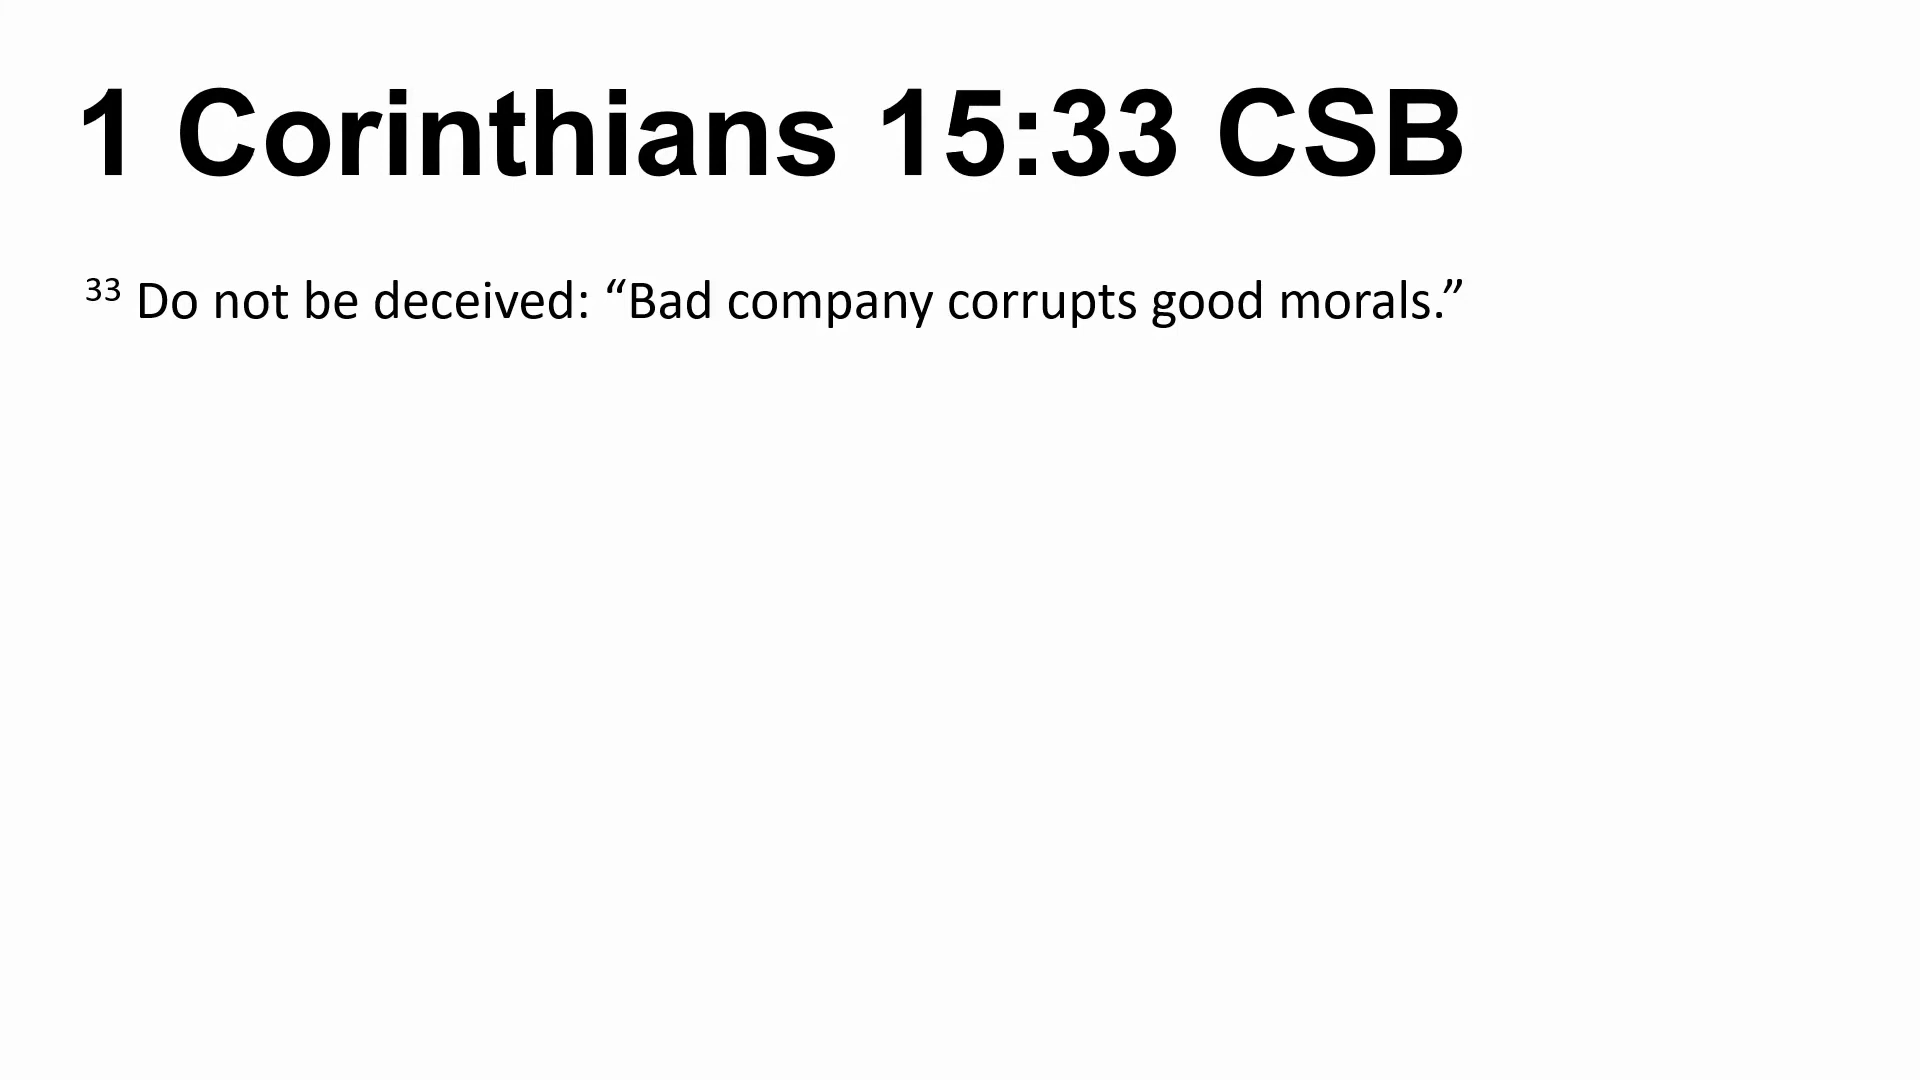 1 Corinthians 15:33 CSB
33 Do not be deceived: “Bad company corrupts good morals.”